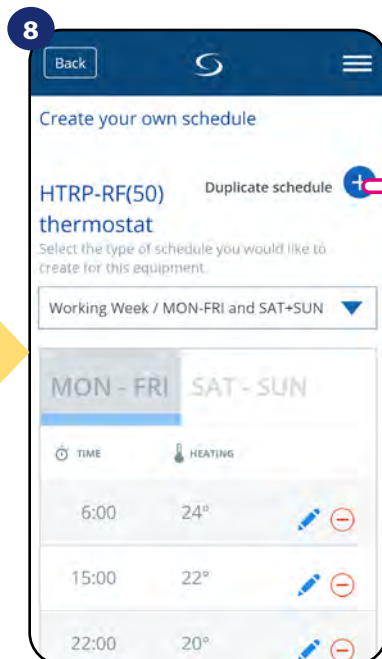 8
Back
Create your own schedule
Duplicate schedule
HTRP-RF(50)
thermostat
Select the type of schedule you would like to
create for this equipment.
Working Week / MON-FRI and SAT+SUN
MON - FRI SAT - SUN
TIME HEATING
6:00 24°
15:00 22°
22:00 20°